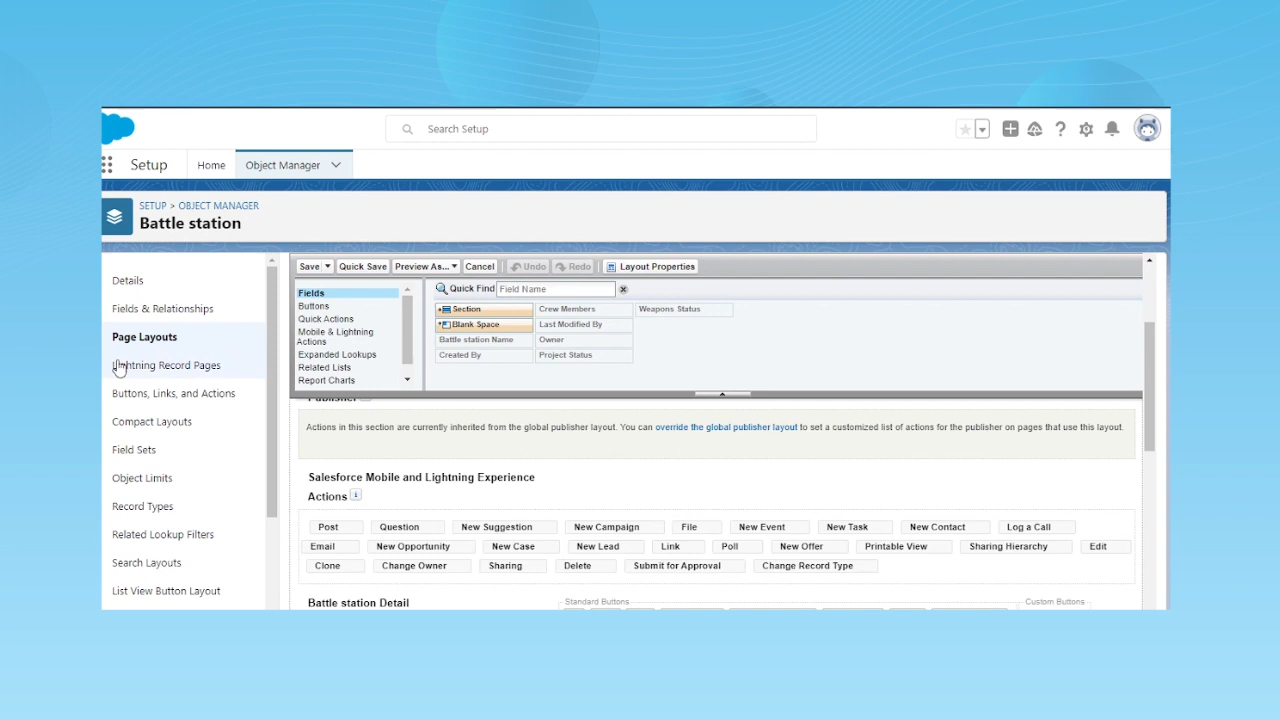 Search Setup
Setup
Home
Object Manager
SETUP > OBJECT MANAGER
Battle station
Details
Fields & Relationships
Page Layouts
Lightning Record Pages
Buttons, Links, and Actions
Compact Layouts
Field Sets
Object Limits
Record Types
Related Lookup Filters
Search Layouts
List View Button Layout
Save Quick Save Preview As... Cancel Undo Redo Layout Properties
Fields
Buttons
Quick Actions
Mobile & Lightning
Actions
Expanded Lookups
Related Lists
Report Charts
Quick Find Field Name
Section Crew Members Weapons Status
Blank Space Last Modified By
Battle station Name Owner
Created By Project Status
Publisher
Actions in this section are currently inherited from the global publisher layout. You can override the global publisher layout to set a customized list of actions for the publisher on pages that use this layout.
Salesforce Mobile and Lightning Experience
Actions i
Post Question New Suggestion New Campaign File New Event New Task New Contact Log a Call
Email New Opportunity New Case New Lead Link Poll New Offer Printable View Sharing Hierarchy Edit
Clone Change Owner Sharing Delete Submit for Approval Change Record Type
Battle station Detail
Standard Buttons
Custom Buttons